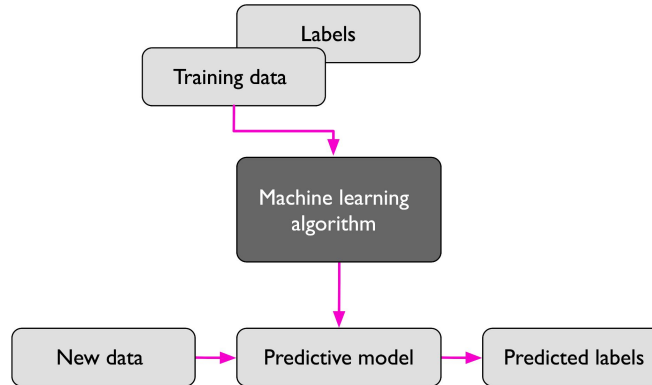 Labels
Training data
Machine learning
algorithm
New data
Predictive model
Predicted labels